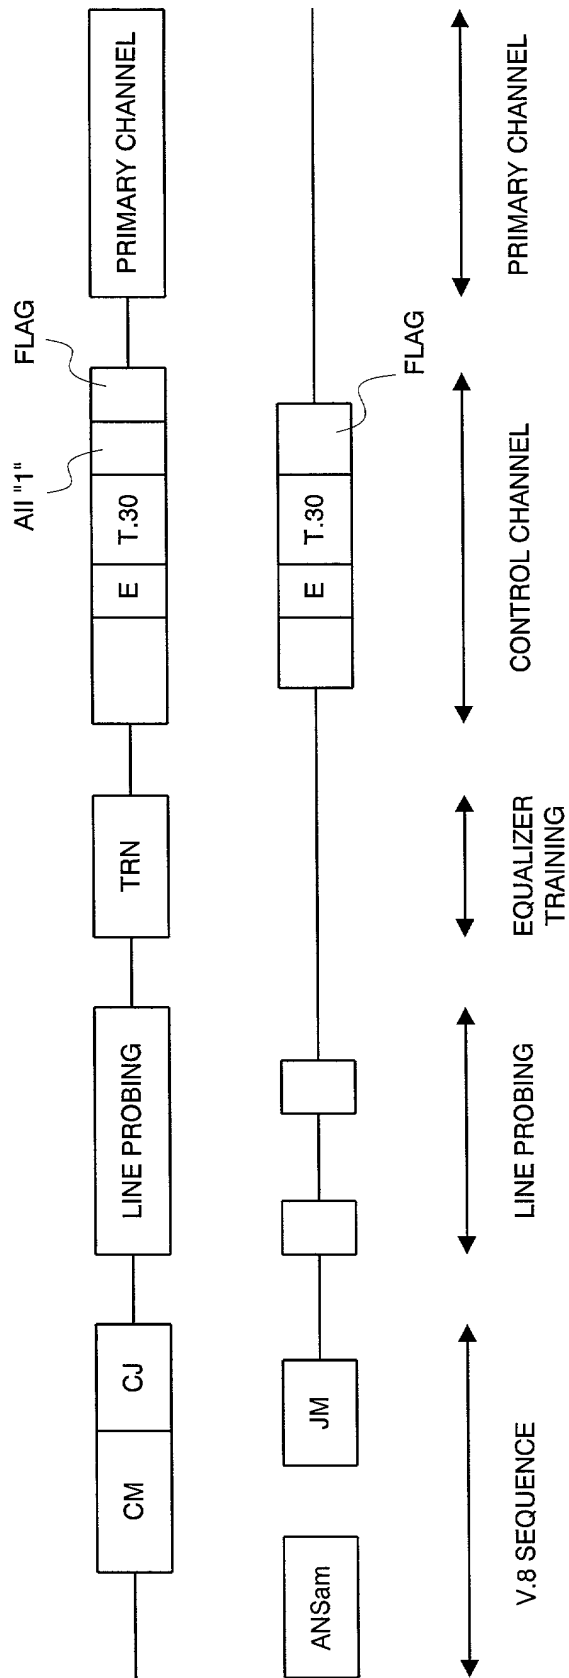 CM
CJ
LINE PROBING
TRN
E
T.30
All "1"
FLAG
PRIMARY CHANNEL
ANSam
JM
E
T.30
FLAG
V.8 SEQUENCE
LINE PROBING
EQUALIZER
TRAINING
CONTROL CHANNEL
PRIMARY CHANNEL